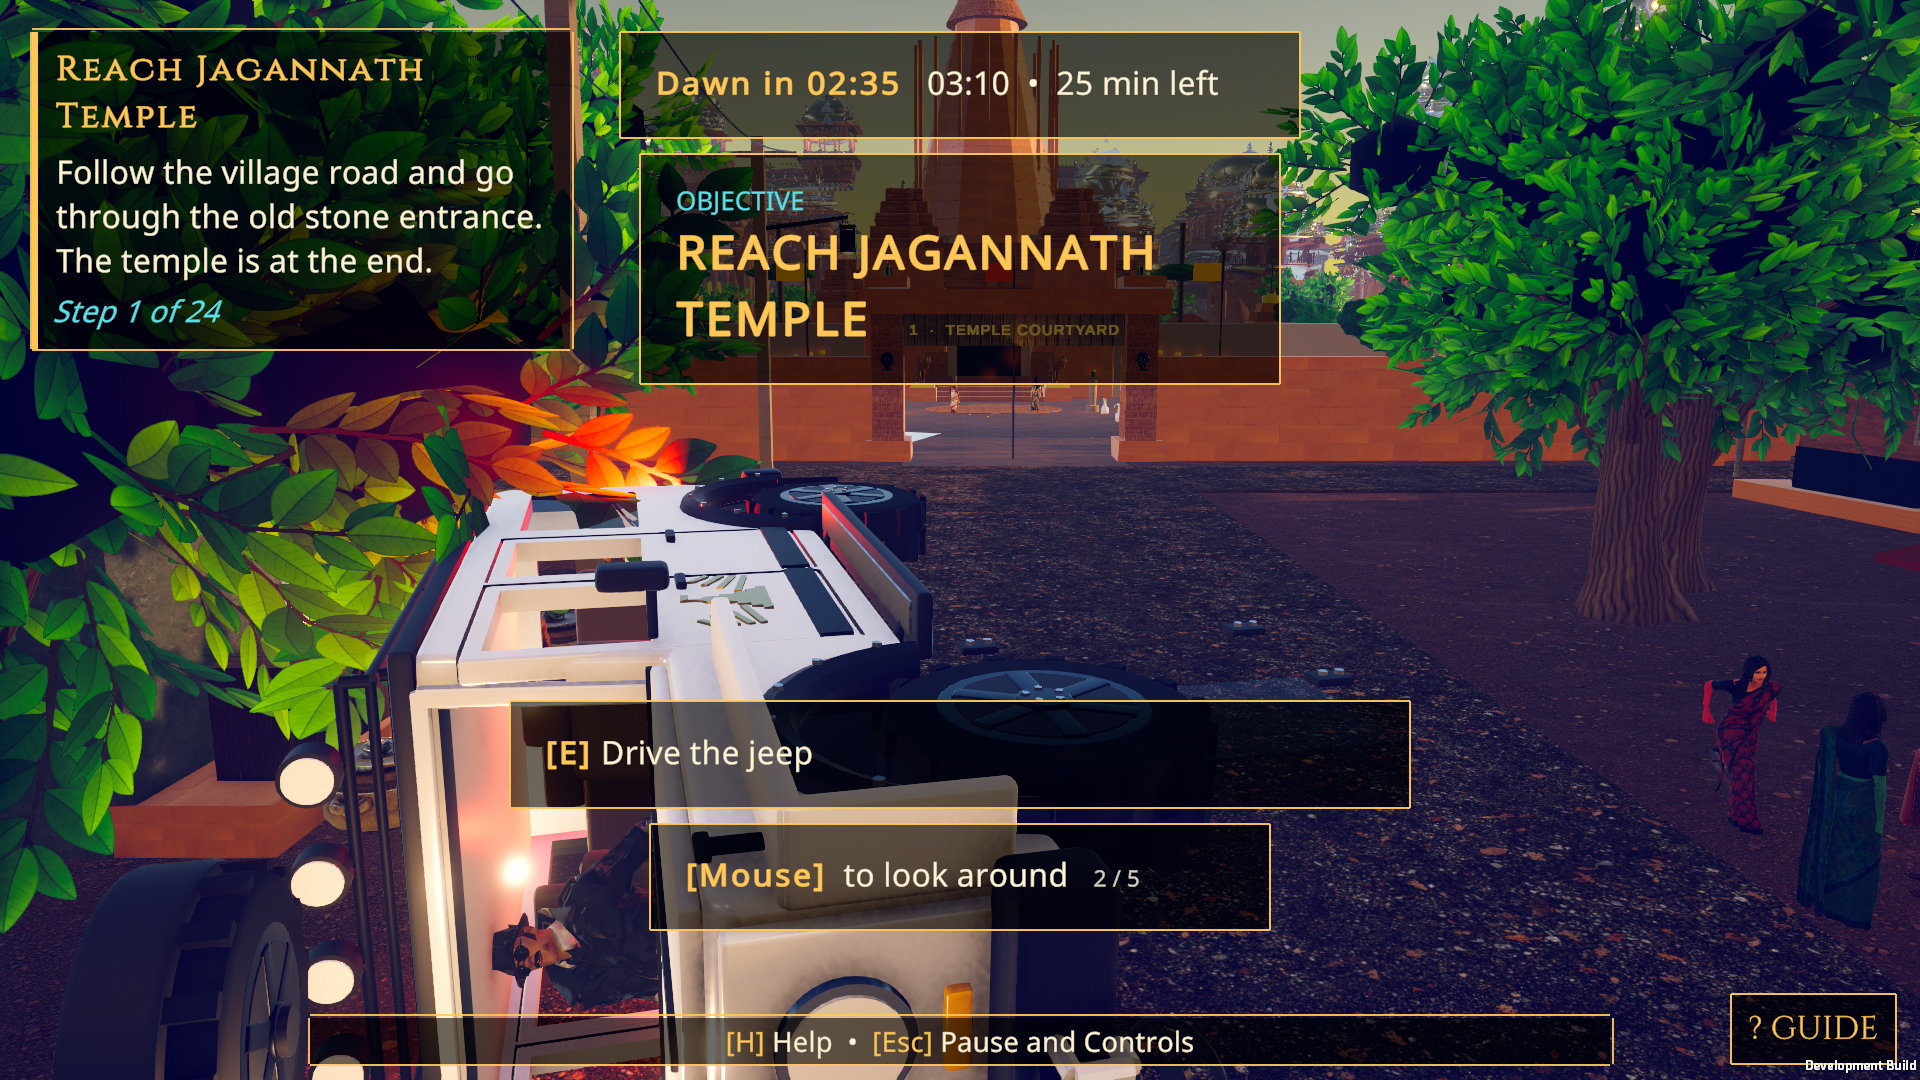 REACH JAGANNATH
TEMPLE
Follow the village road and go
through the old stone entrance.
The temple is at the end.
Step 1 of 24
Dawn in 02:35 03:10 • 25 min left
OBJECTIVE
REACH JAGANNATH
TEMPLE
1 · TEMPLE COURTYARD
[E] Drive the jeep
[Mouse] to look around 2 / 5
[H] Help • [Esc] Pause and Controls
? GUIDE
Development Build